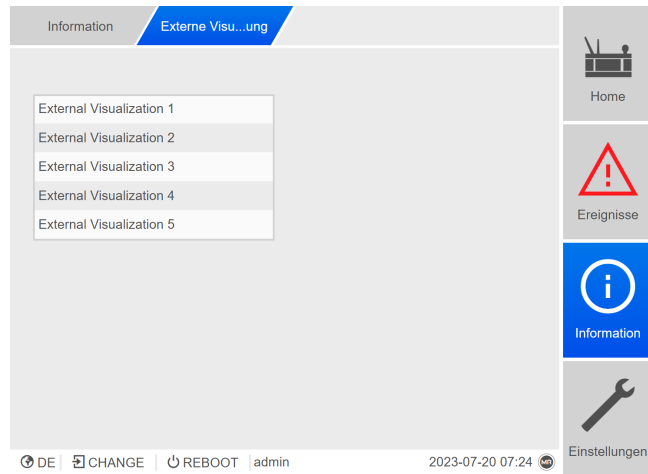 Information
Externe Visu...ung
External Visualization 1
External Visualization 2
External Visualization 3
External Visualization 4
External Visualization 5
Home
Ereignisse
Information
Einstellungen
DE CHANGE REBOOT admin 2023-07-20 07:24 MR